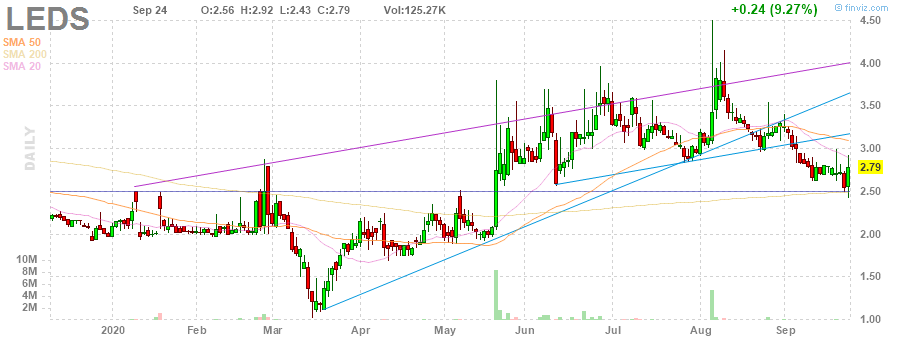 LEDS
Sep 24 O:2.56 H:2.92 L:2.43 C:2.79 Vol:125.27K +0.24 (9.27%) finviz.com
SMA 50
SMA 200
SMA 20
DAILY
4.50
4.00
3.50
3.00
2.79
2.50
2.00
1.50
1.00
10M
8M
6M
4M
2M
2020 Feb Mar Apr May Jun Jul Aug Sep